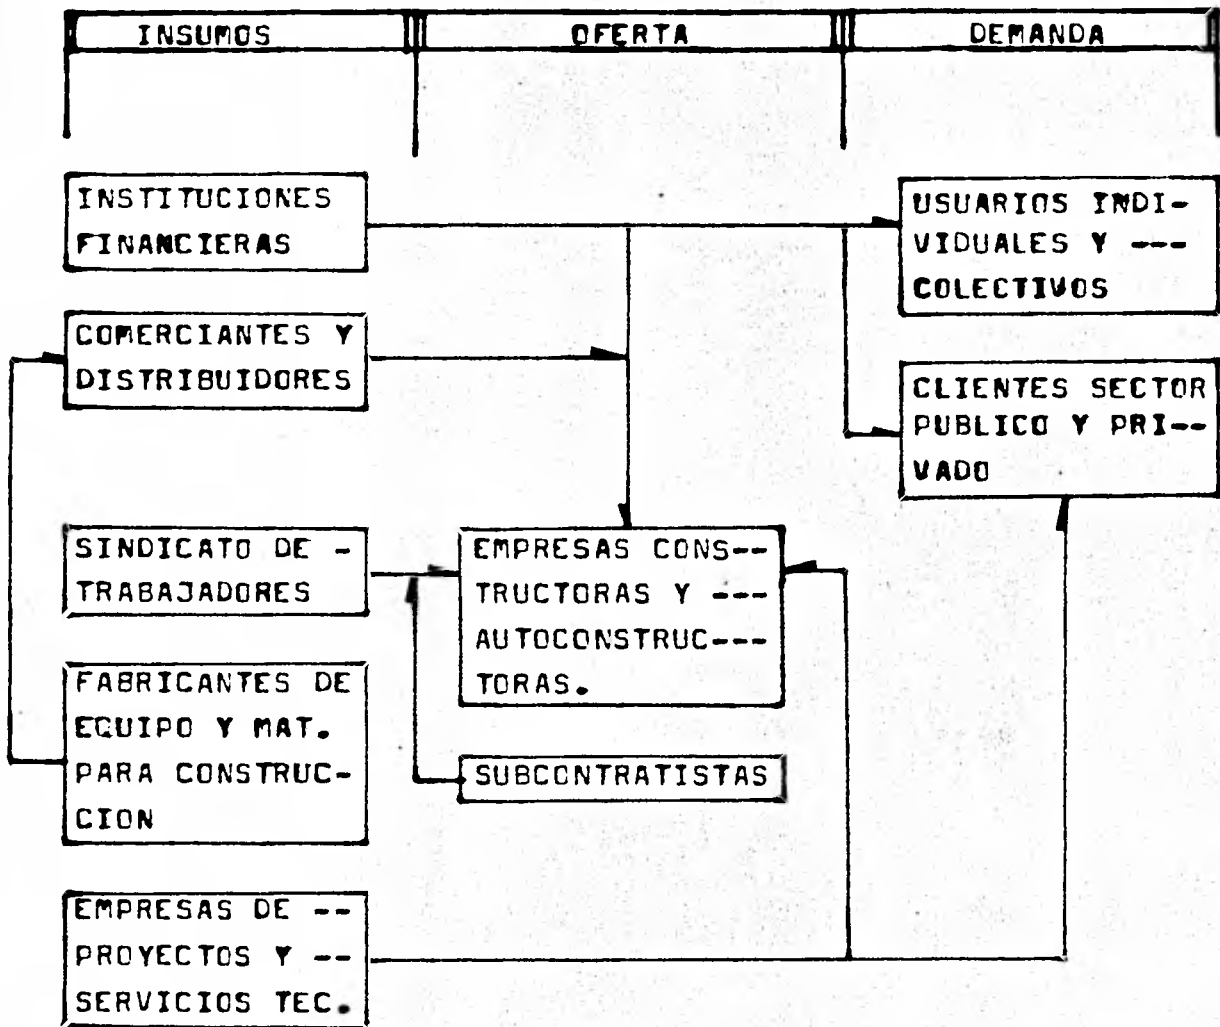 INSUMOS
OFERTA
DEMANDA
INSTITUCIONES
FINANCIERAS
USUARIOS INDI-
VIDUALES Y ---
COLECTIVOS
COMERCIANTES Y
DISTRIBUIDORES
CLIENTES SECTOR
PUBLICO Y PRI--
VADO
SINDICATO DE -
TRABAJADORES
EMPRESAS CONS--
TRUCTORAS Y ---
AUTOCONSTRUC---
TORAS.
FABRICANTES DE
EQUIPO Y MAT.
PARA CONSTRUC-
CION
SUBCONTRATISTAS
EMPRESAS DE --
PROYECTOS Y --
SERVICIOS TEC.